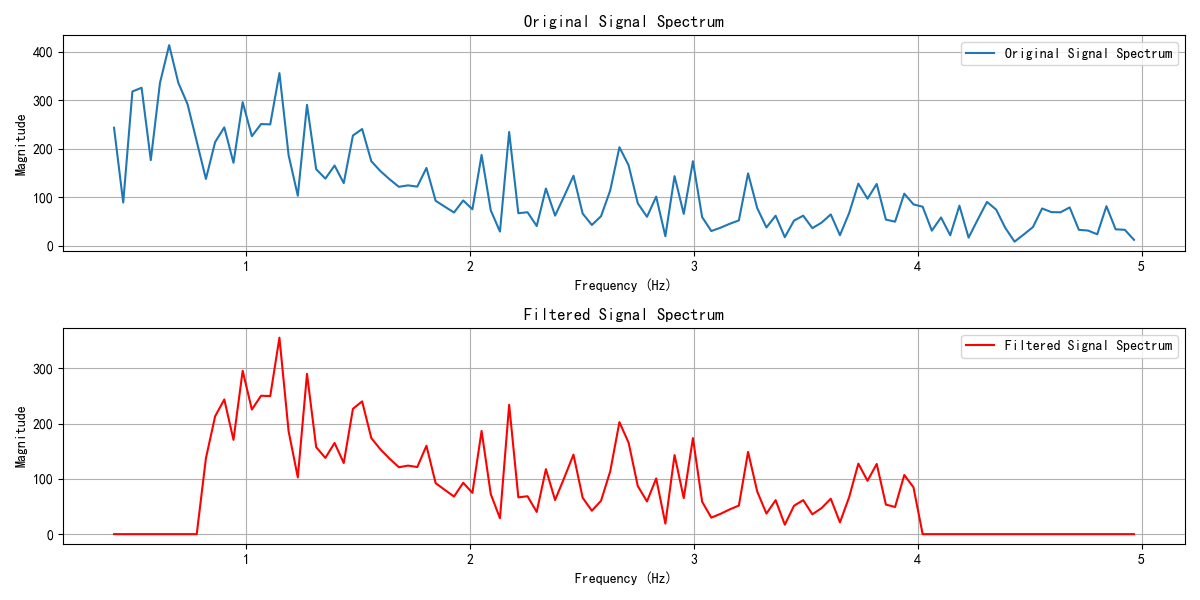 Original Signal Spectrum
Original Signal Spectrum
Magnitude
400
300
200
100
0
1 2 3 4 5
Frequency (Hz)
Filtered Signal Spectrum
Filtered Signal Spectrum
Magnitude
300
200
100
0
1 2 3 4 5
Frequency (Hz)